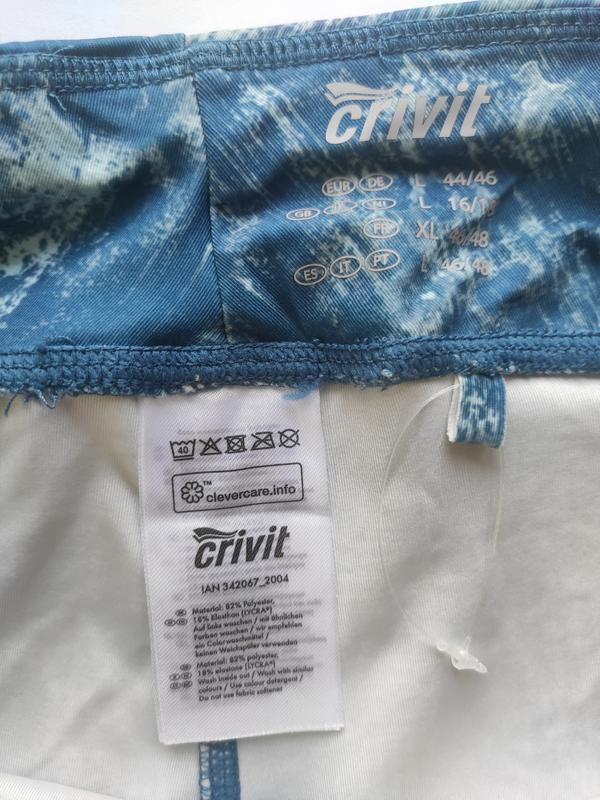 crivit
EUR DE L 44/46
GB IE NI L 16/18
FR XL 46/48
ES IT PT L 46/48
40
clevercare.info
TM
crivit
IAN 342067_2004
Material: 82% Polyester,
18% Elasthan (LYCRA®)
Auf links waschen / mit ähnlichen
Farben waschen / wir empfehlen
ein Colorwaschmittel /
keinen Weichspüler verwenden
Material: 82% polyester,
18% elastane (LYCRA®)
Wash inside out / Wash with similar
colours / Use colour detergent /
Do not use fabric softener